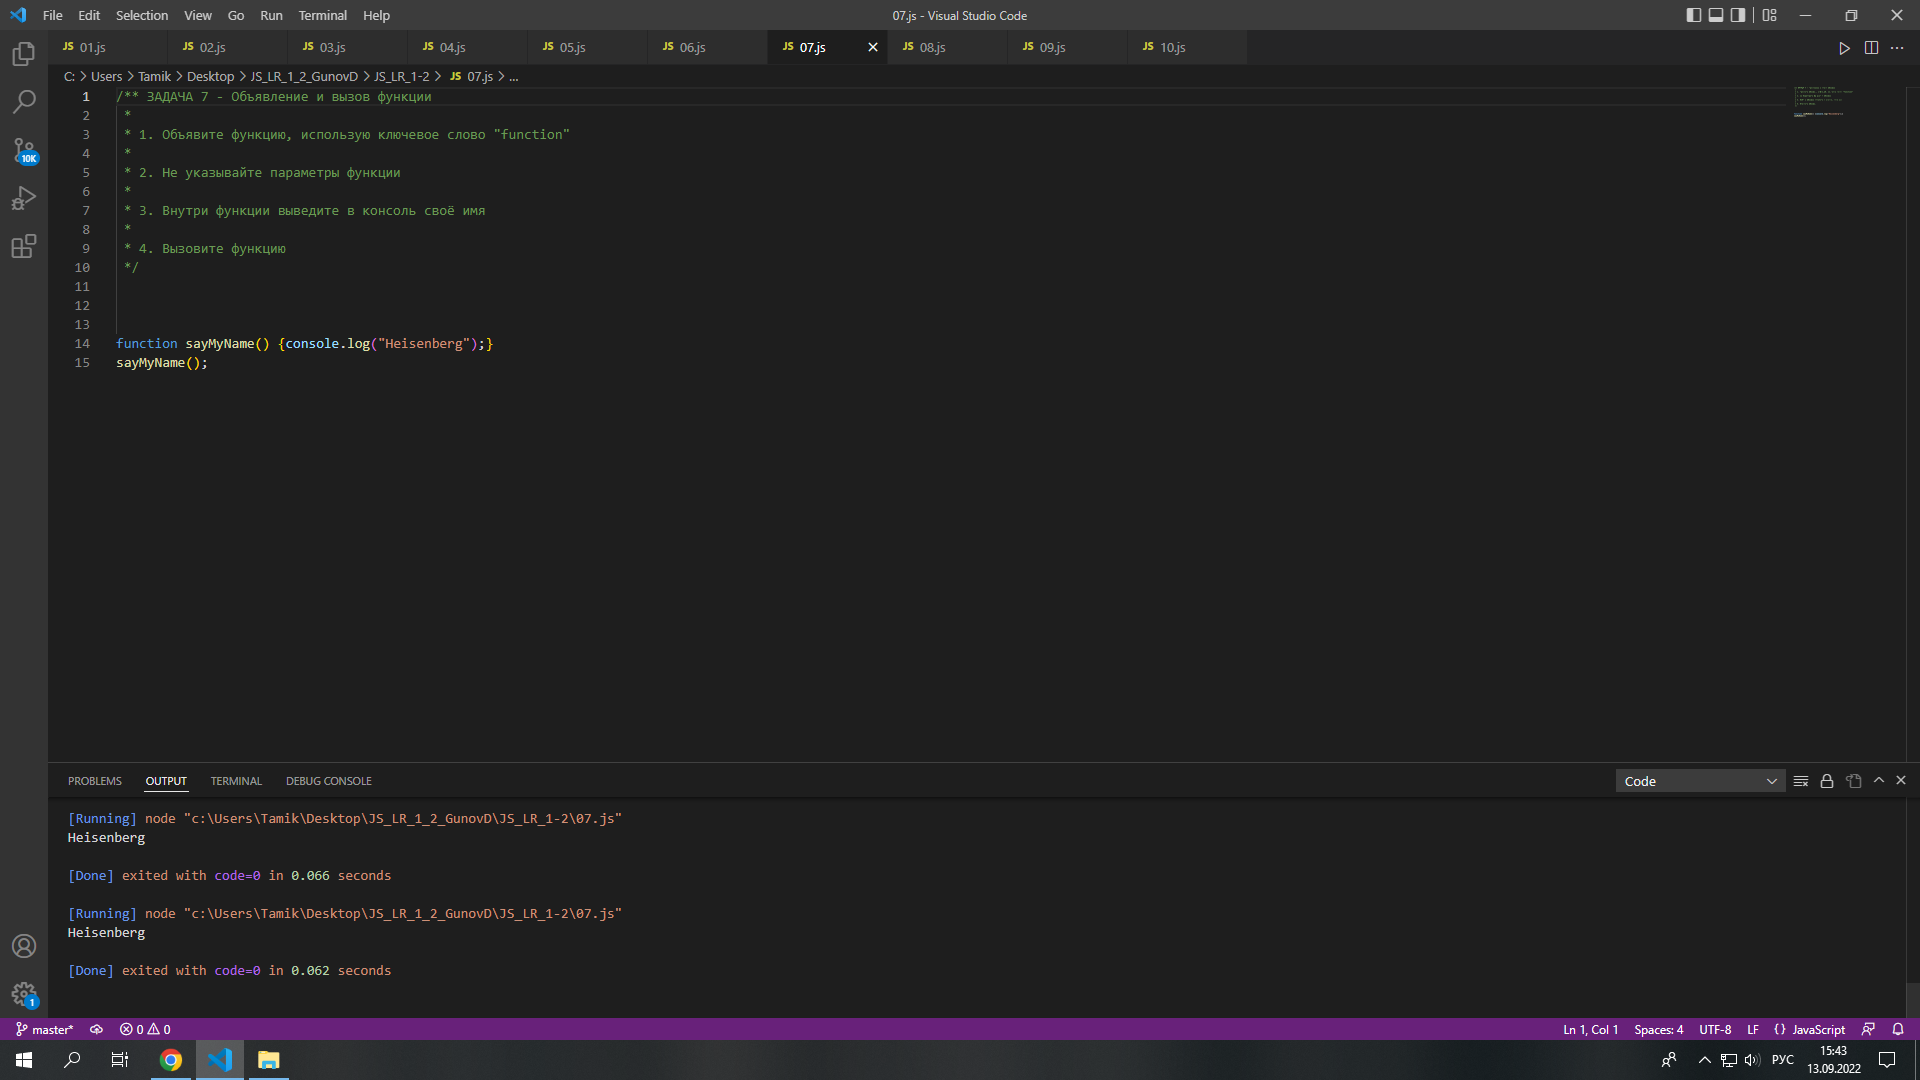 File Edit Selection View Go Run Terminal Help 07.js - Visual Studio Code
JS 01.js JS 02.js JS 03.js JS 04.js JS 05.js JS 06.js JS 07.js JS 08.js JS 09.js JS 10.js
C: > Users > Tamik > Desktop > JS_LR_1_2_GunovD > JS_LR_1-2 > JS 07.js > ...
1 /** ЗАДАЧА 7 - Объявление и вызов функции
2 *
3 * 1. Объявите функцию, использую ключевое слово "function"
4 *
5 * 2. Не указывайте параметры функции
6 *
7 * 3. Внутри функции выведите в консоль своё имя
8 *
9 * 4. Вызовите функцию
10 */
11
12
13
14 function sayMyName() {console.log("Heisenberg");}
15 sayMyName();
10K
PROBLEMS OUTPUT TERMINAL DEBUG CONSOLE Code
[Running] node "c:\Users\Tamik\Desktop\JS_LR_1_2_GunovD\JS_LR_1-2\07.js"
Heisenberg
[Done] exited with code=0 in 0.066 seconds
[Running] node "c:\Users\Tamik\Desktop\JS_LR_1_2_GunovD\JS_LR_1-2\07.js"
Heisenberg
[Done] exited with code=0 in 0.062 seconds
1
master* 0 0 Ln 1, Col 1 Spaces: 4 UTF-8 LF {} JavaScript
РУС 15:43
13.09.2022